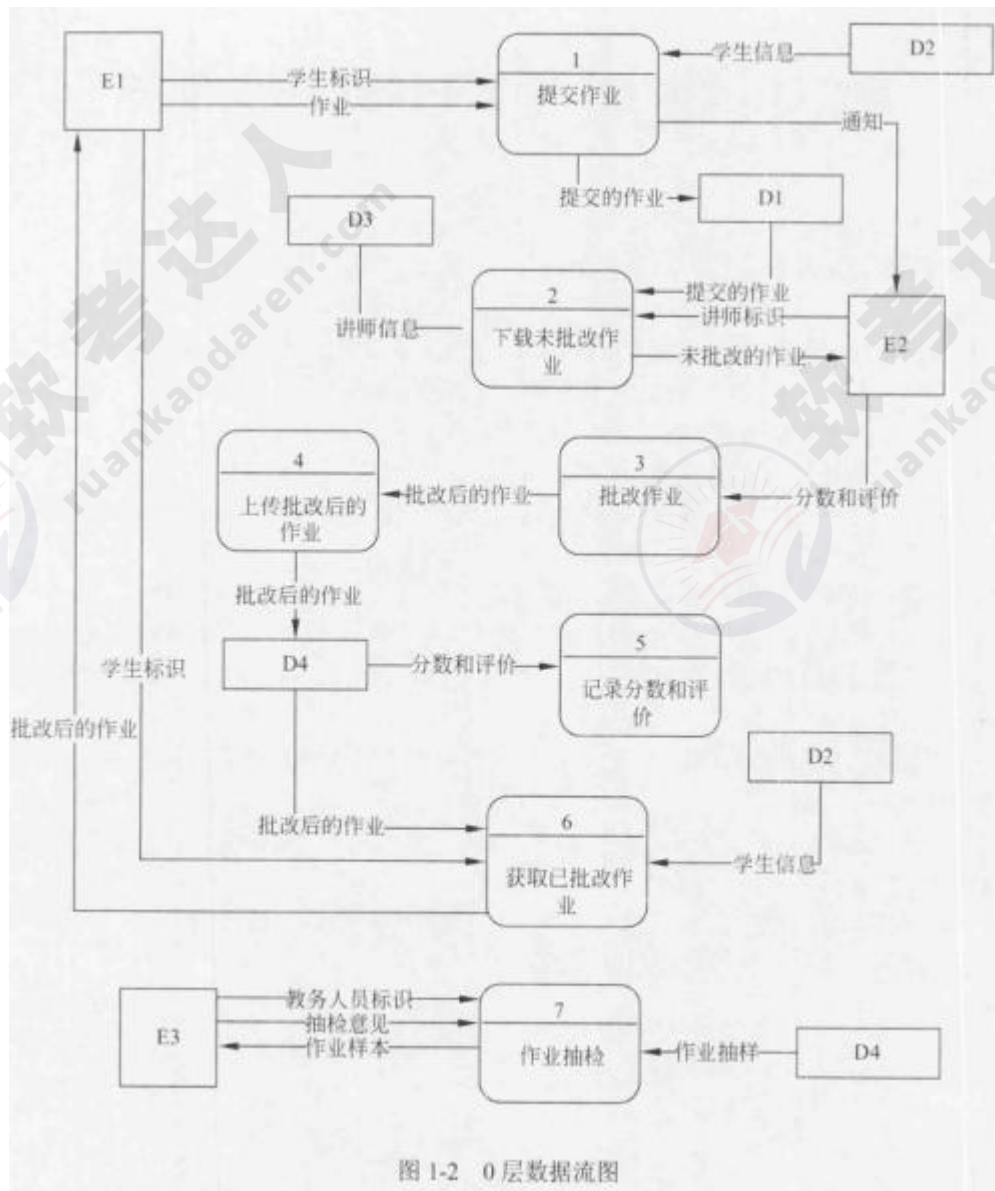 E1
学生标识
作业
1
提交作业
学生信息
D2
通知
提交的作业
D1
D3
讲师信息
2
下载未批改作
业
提交的作业
讲师标识
未批改的作业
E2
4
上传批改后的
作业
批改后的作业
3
批改作业
分数和评价
批改后的作业
D4
分数和评价
5
记录分数和评
价
学生标识
批改后的作业
D2
批改后的作业
6
获取已批改作
业
学生信息
E3
教务人员标识
抽检意见
作业样本
7
作业抽检
作业抽样
D4
图 1-2 0 层数据流图
软考达人
ruankaodaren.com